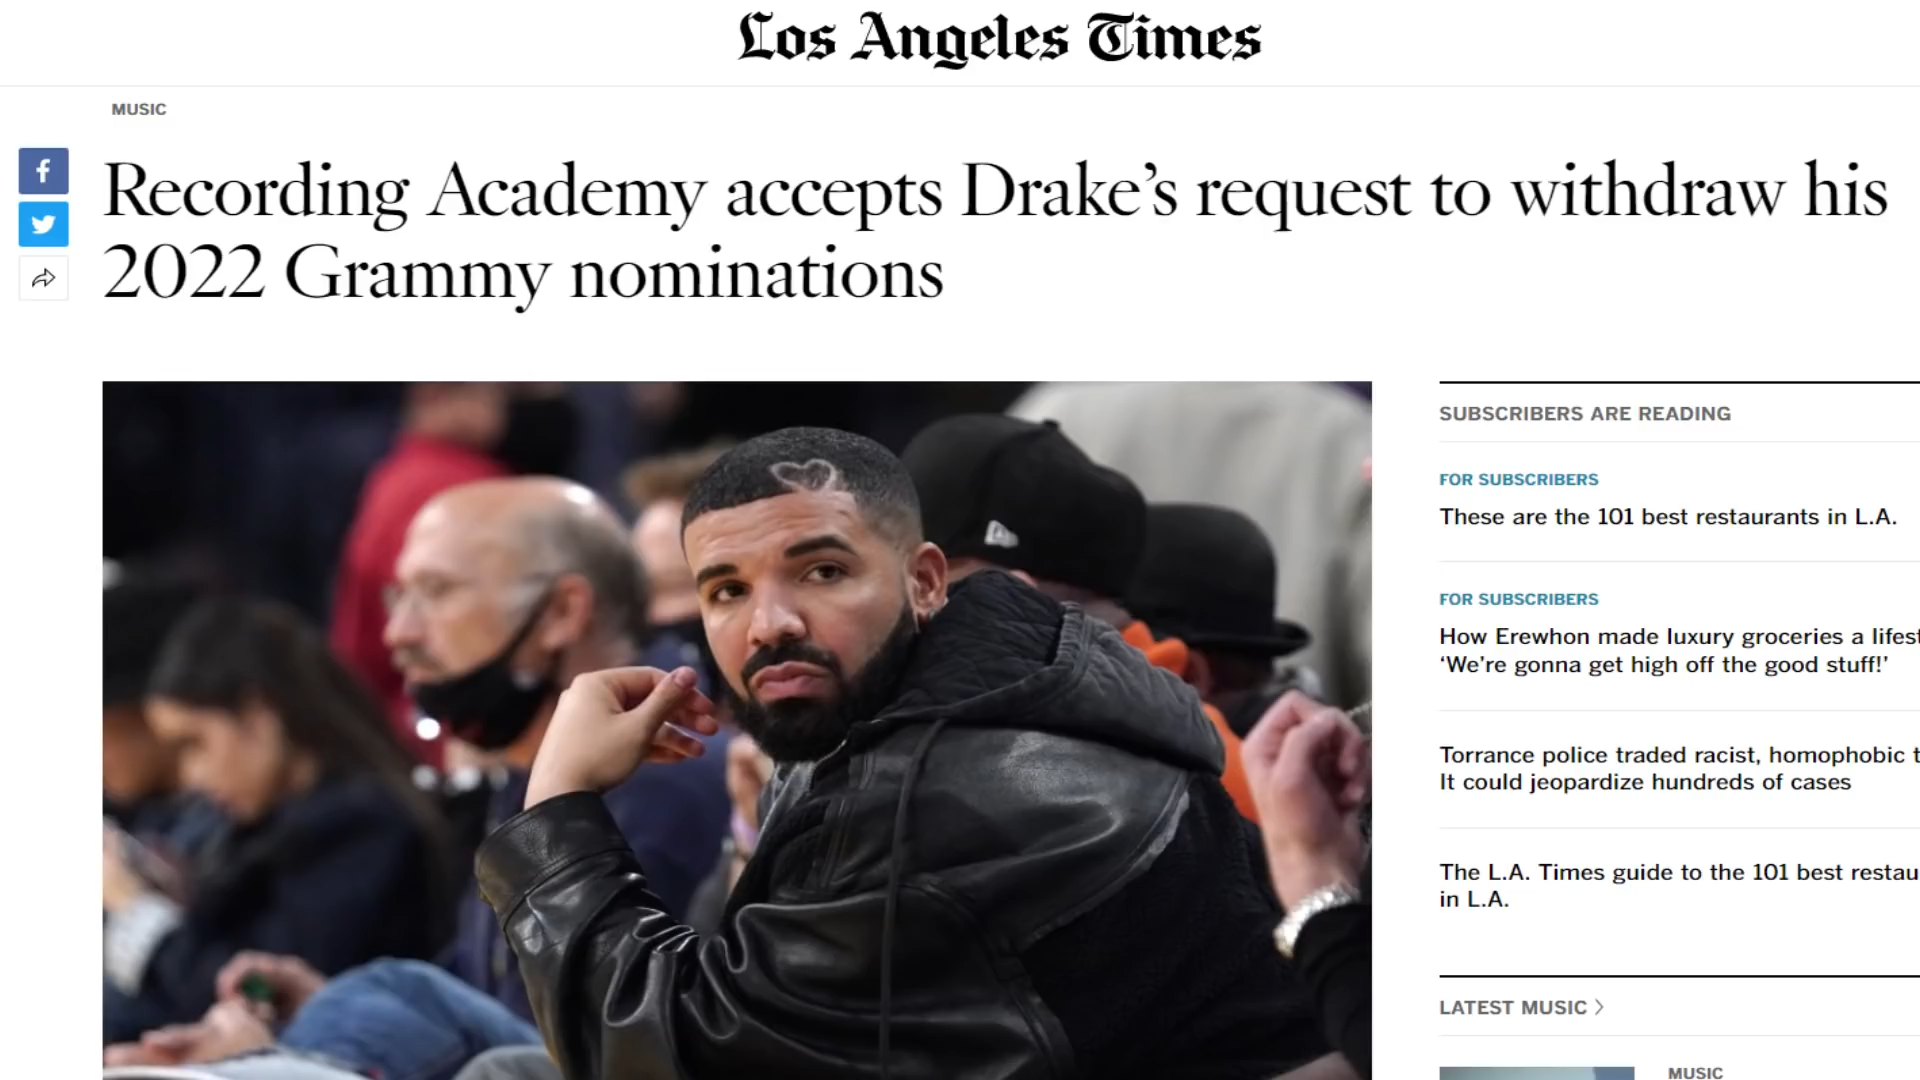 Los Angeles Times
MUSIC
Recording Academy accepts Drake’s request to withdraw his
2022 Grammy nominations
SUBSCRIBERS ARE READING
FOR SUBSCRIBERS
These are the 101 best restaurants in L.A.
FOR SUBSCRIBERS
How Erewhon made luxury groceries a
‘We’re gonna get high off the good stuff!’
Torrance police traded racist, homophobic
It could jeopardize hundreds of cases
The L.A. Times guide to the 101 best
in L.A.
LATEST MUSIC
MUSIC